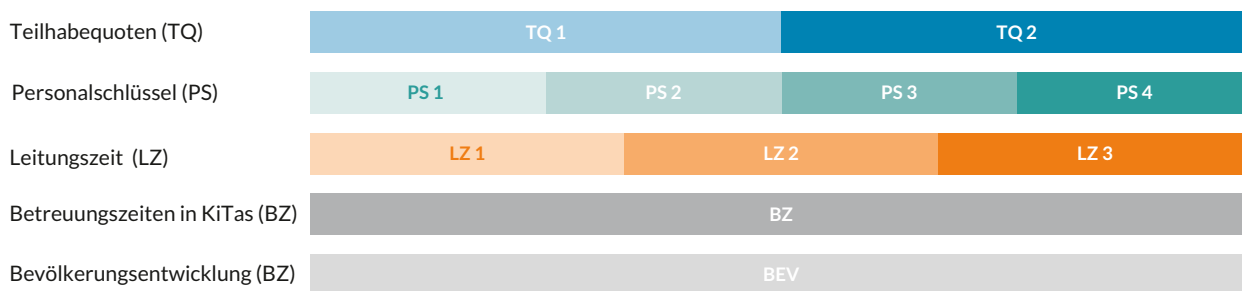 Teilhabequoten (TQ) TQ 1 TQ 2
Personalschlüssel (PS) PS 1 PS 2 PS 3 PS 4
Leitungszeit (LZ) LZ 1 LZ 2 LZ 3
Betreuungszeiten in KiTas (BZ) BZ
Bevölkerungsentwicklung (BZ) BEV